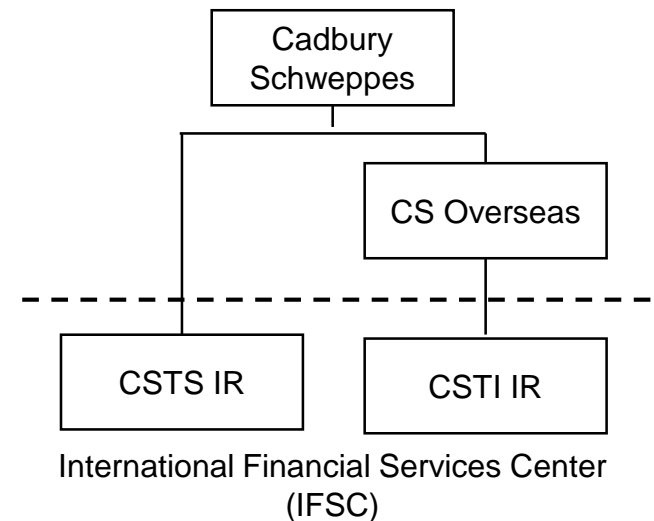 Cadbury
Schweppes
CS Overseas
CSTS IR
CSTI IR
International Financial Services Center
(IFSC)